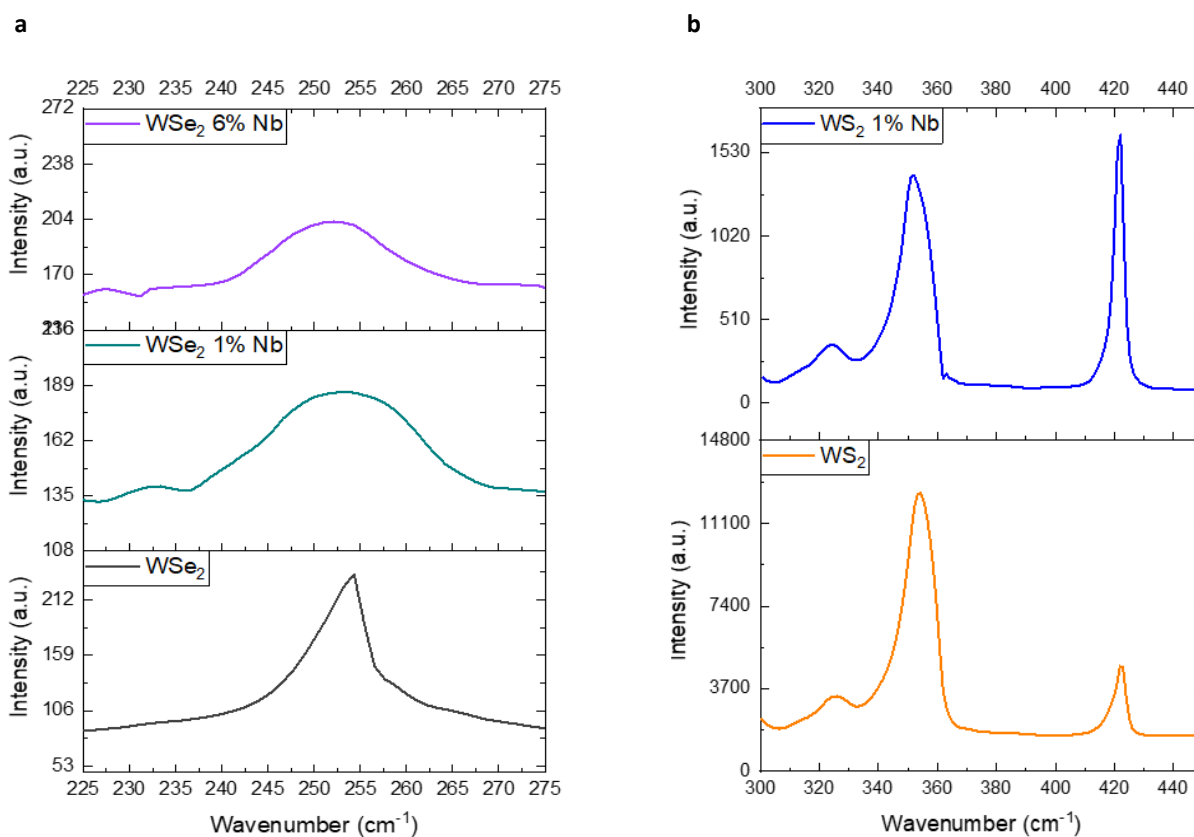 a
225 230 235 240 245 250 255 260 265 270 275
272
WSe₂ 6% Nb
238
204
170
Intensity (a.u.)
236
WSe₂ 1% Nb
189
162
135
108
Intensity (a.u.)
WSe₂
212
159
106
53
Intensity (a.u.)
225 230 235 240 245 250 255 260 265 270 275
Wavenumber (cm⁻¹)
b
300 320 340 360 380 400 420 440
WS₂ 1% Nb
1530
1020
510
0
Intensity (a.u.)
14800
WS₂
11100
7400
3700
0
Intensity (a.u.)
300 320 340 360 380 400 420 440
Wavenumber (cm⁻¹)